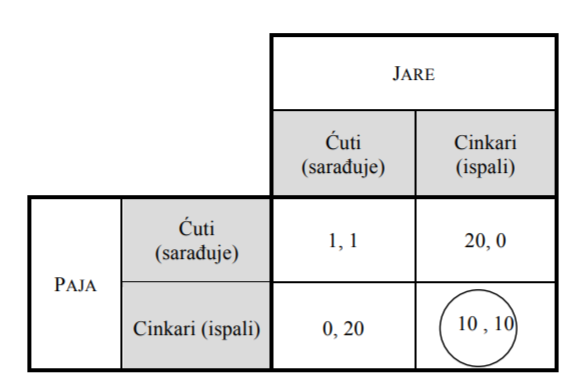 JARE
Ćuti
(sarađuje)
Cinkari
(ispali)
PAJA
Ćuti
(sarađuje)
1, 1
20, 0
Cinkari (ispali)
0, 20
10 , 10